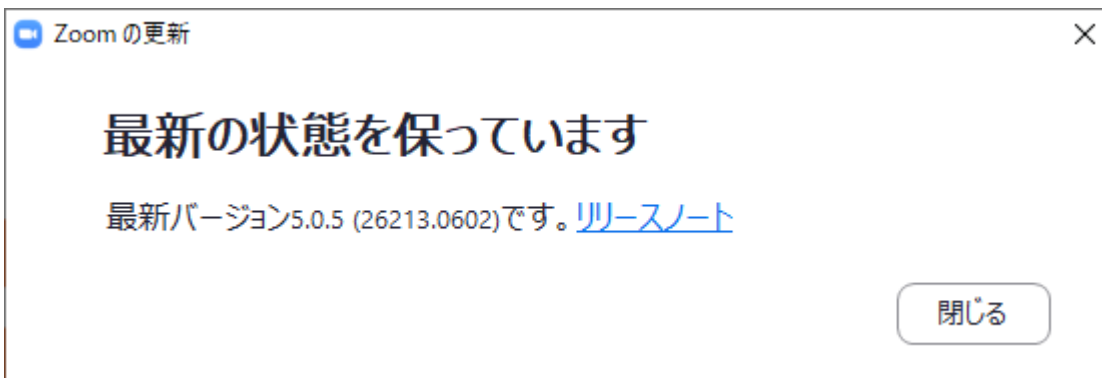 Zoom の更新
最新の状態を保っています
最新バージョン5.0.5 (26213.0602)です。リリースノート
閉じる